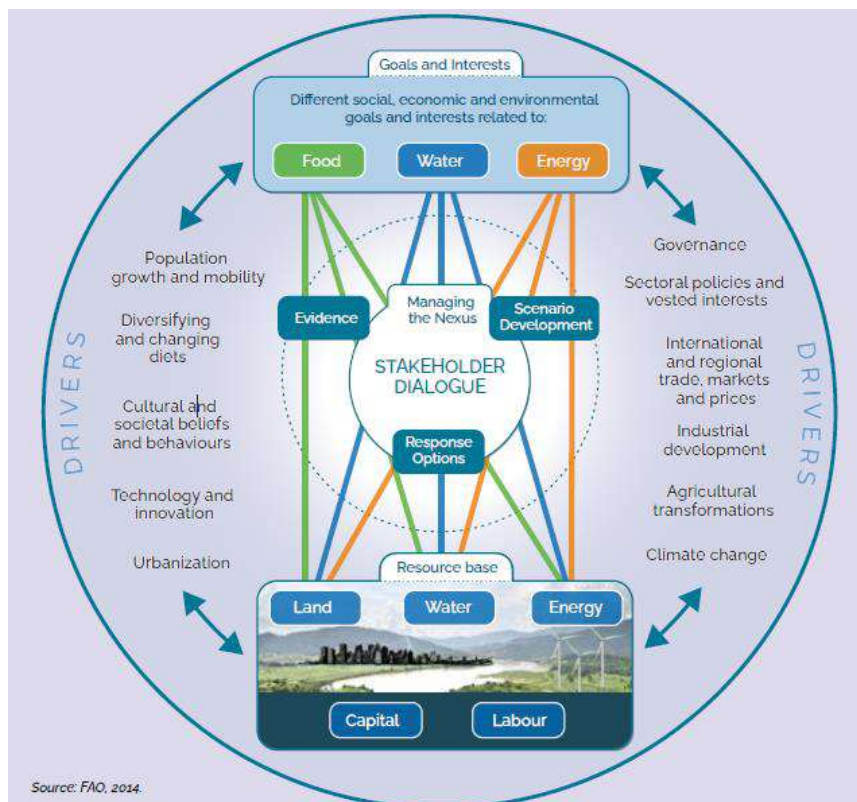 Goals and Interests
Different social, economic and environmental
goals and interests related to:
Food
Water
Energy
DRIVERS
Population
growth and mobility
Diversifying
and changing
diets
Cultural and
societal beliefs
and behaviours
Technology and
innovation
Urbanization
Evidence
Managing
the Nexus
Scenario
Development
STAKEHOLDER
DIALOGUE
Response
Options
Governance
Sectoral policies and
vested interests
International
and regional
trade, markets
and prices
Industrial
development
Agricultural
transformations
Climate change
DRIVERS
Resource base
Land
Water
Energy
Capital
Labour
Source: FAO, 2014.